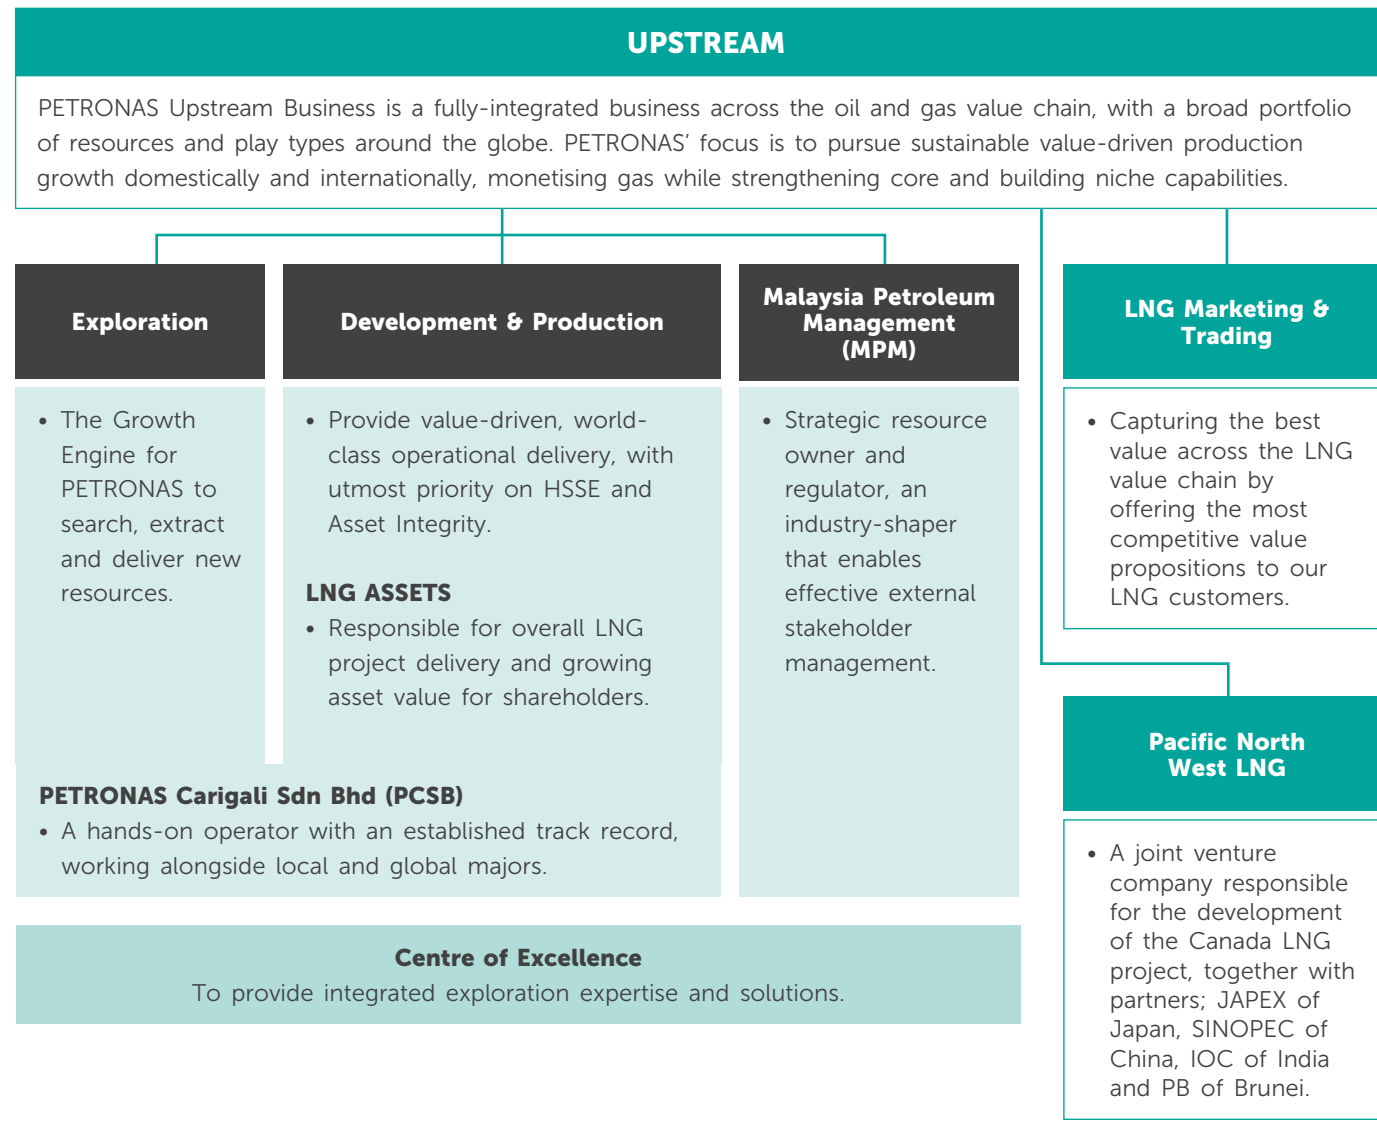 UPSTREAM
PETRONAS Upstream Business is a fully-integrated business across the oil and gas value chain, with a broad portfolio
of resources and play types around the globe. PETRONAS’ focus is to pursue sustainable value-driven production
growth domestically and internationally, monetising gas while strengthening core and building niche capabilities.
Exploration
• The Growth
Engine for
PETRONAS to
search, extract
and deliver new
resources.
Development & Production
• Provide value-driven, world-
class operational delivery, with
utmost priority on HSSE and
Asset Integrity.
LNG ASSETS
• Responsible for overall LNG
project delivery and growing
asset value for shareholders.
PETRONAS Carigali Sdn Bhd (PCSB)
• A hands-on operator with an established track record,
working alongside local and global majors.
Malaysia Petroleum
Management
(MPM)
• Strategic resource
owner and
regulator, an
industry-shaper
that enables
effective external
stakeholder
management.
Centre of Excellence
To provide integrated exploration expertise and solutions.
LNG Marketing &
Trading
• Capturing the best
value across the LNG
value chain by
offering the most
competitive value
propositions to our
LNG customers.
Pacific North
West LNG
• A joint venture
company responsible
for the development
of the Canada LNG
project, together with
partners; JAPEX of
Japan, SINOPEC of
China, IOC of India
and PB of Brunei.